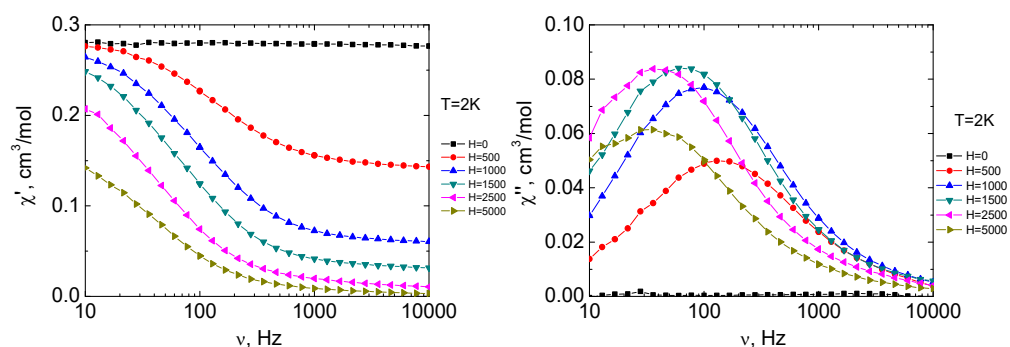 0.3
0.2
0.1
0.0
χ', cm³/mol
10
100
1000
10000
ν, Hz
T=2K
H=0
H=500
H=1000
H=1500
H=2500
H=5000
0.10
0.08
0.06
0.04
0.02
0.00
χ'', cm³/mol
10
100
1000
10000
ν, Hz
T=2K
H=0
H=500
H=1000
H=1500
H=2500
H=5000